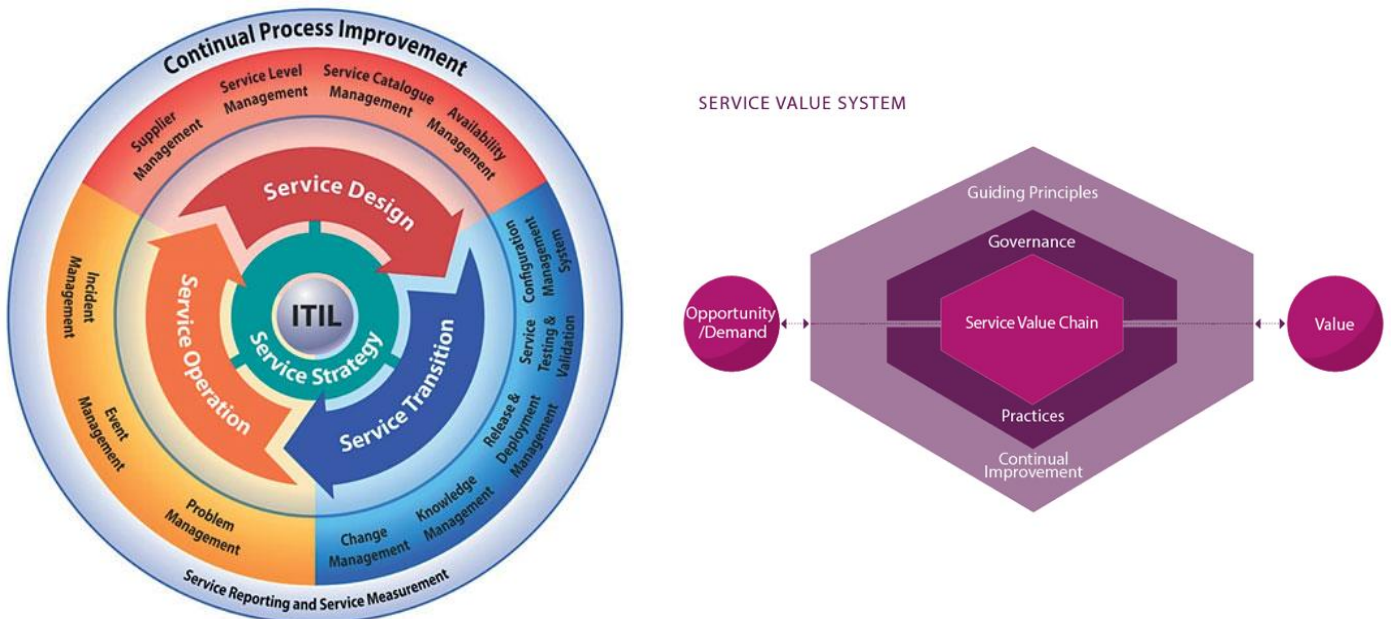 Continual Process Improvement
Supplier
Management
Service Level
Management
Service Catalogue
Management
Availability
Management
Service Design
Configuration
Management
System
Service
Testing &
Validation
Release &
Deployment
Management
Knowledge
Management
Change
Management
Service Transition
Incident
Management
Event
Management
Problem
Management
Service Operation
ITIL
Service Strategy
Service Reporting and Service Measurement
SERVICE VALUE SYSTEM
Guiding Principles
Governance
Opportunity
/Demand
Service Value Chain
Value
Practices
Continual
Improvement